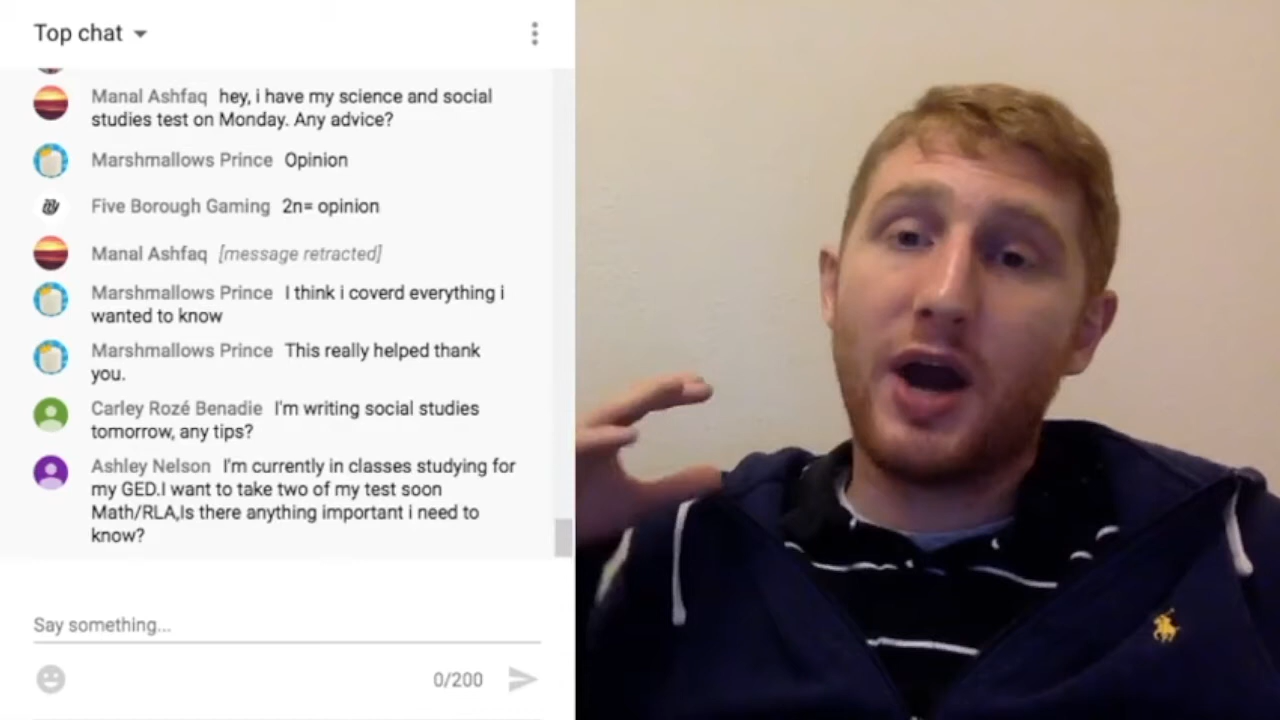 Top chat
Manal Ashfaq hey, i have my science and social
studies test on Monday. Any advice?
Marshmallows Prince Opinion
Five Borough Gaming 2n= opinion
Manal Ashfaq [message retracted]
Marshmallows Prince I think i coverd everything i
wanted to know
Marshmallows Prince This really helped thank
you.
Carley Rozé Benadie I'm writing social studies
tomorrow, any tips?
Ashley Nelson I'm currently in classes studying for
my GED.I want to take two of my test soon
Math/RLA,Is there anything important i need to
know?
Say something...
0/200